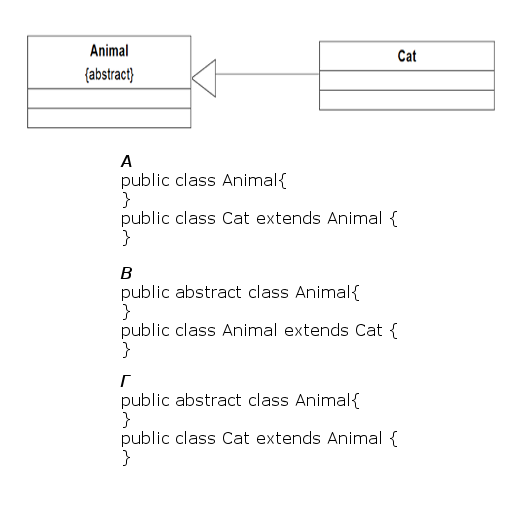 Animal
{abstract}
Cat
A
public class Animal{
}
public class Cat extends Animal {
}
B
public abstract class Animal{
}
public class Animal extends Cat {
}
Γ
public abstract class Animal{
}
public class Cat extends Animal {
}